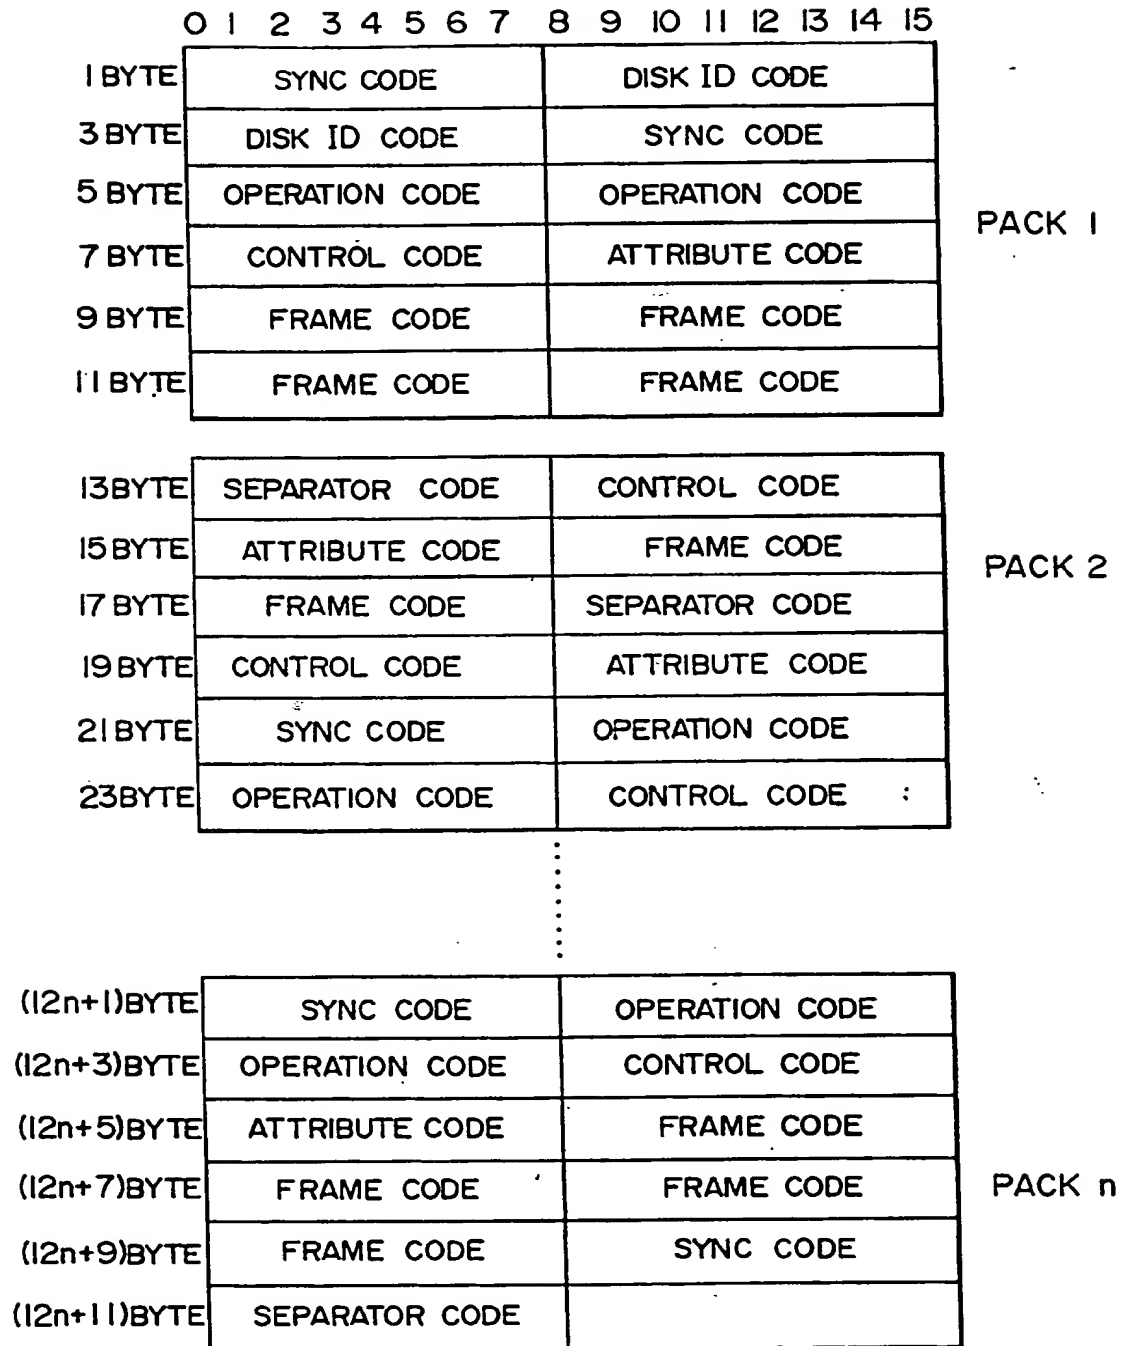 0 1 2 3 4 5 6 7 8 9 10 11 12 13 14 15
1 BYTE SYNC CODE DISK ID CODE
3 BYTE DISK ID CODE SYNC CODE
5 BYTE OPERATION CODE OPERATION CODE
7 BYTE CONTROL CODE ATTRIBUTE CODE
PACK 1
9 BYTE FRAME CODE FRAME CODE
11 BYTE FRAME CODE FRAME CODE
13BYTE SEPARATOR CODE CONTROL CODE
15 BYTE ATTRIBUTE CODE FRAME CODE
PACK 2
17 BYTE FRAME CODE SEPARATOR CODE
19 BYTE CONTROL CODE ATTRIBUTE CODE
21 BYTE SYNC CODE OPERATION CODE
23BYTE OPERATION CODE CONTROL CODE
(12n+1)BYTE SYNC CODE OPERATION CODE
(12n+3)BYTE OPERATION CODE CONTROL CODE
(12n+5)BYTE ATTRIBUTE CODE FRAME CODE
(12n+7)BYTE FRAME CODE FRAME CODE
PACK n
(12n+9)BYTE FRAME CODE SYNC CODE
(12n+11)BYTE SEPARATOR CODE